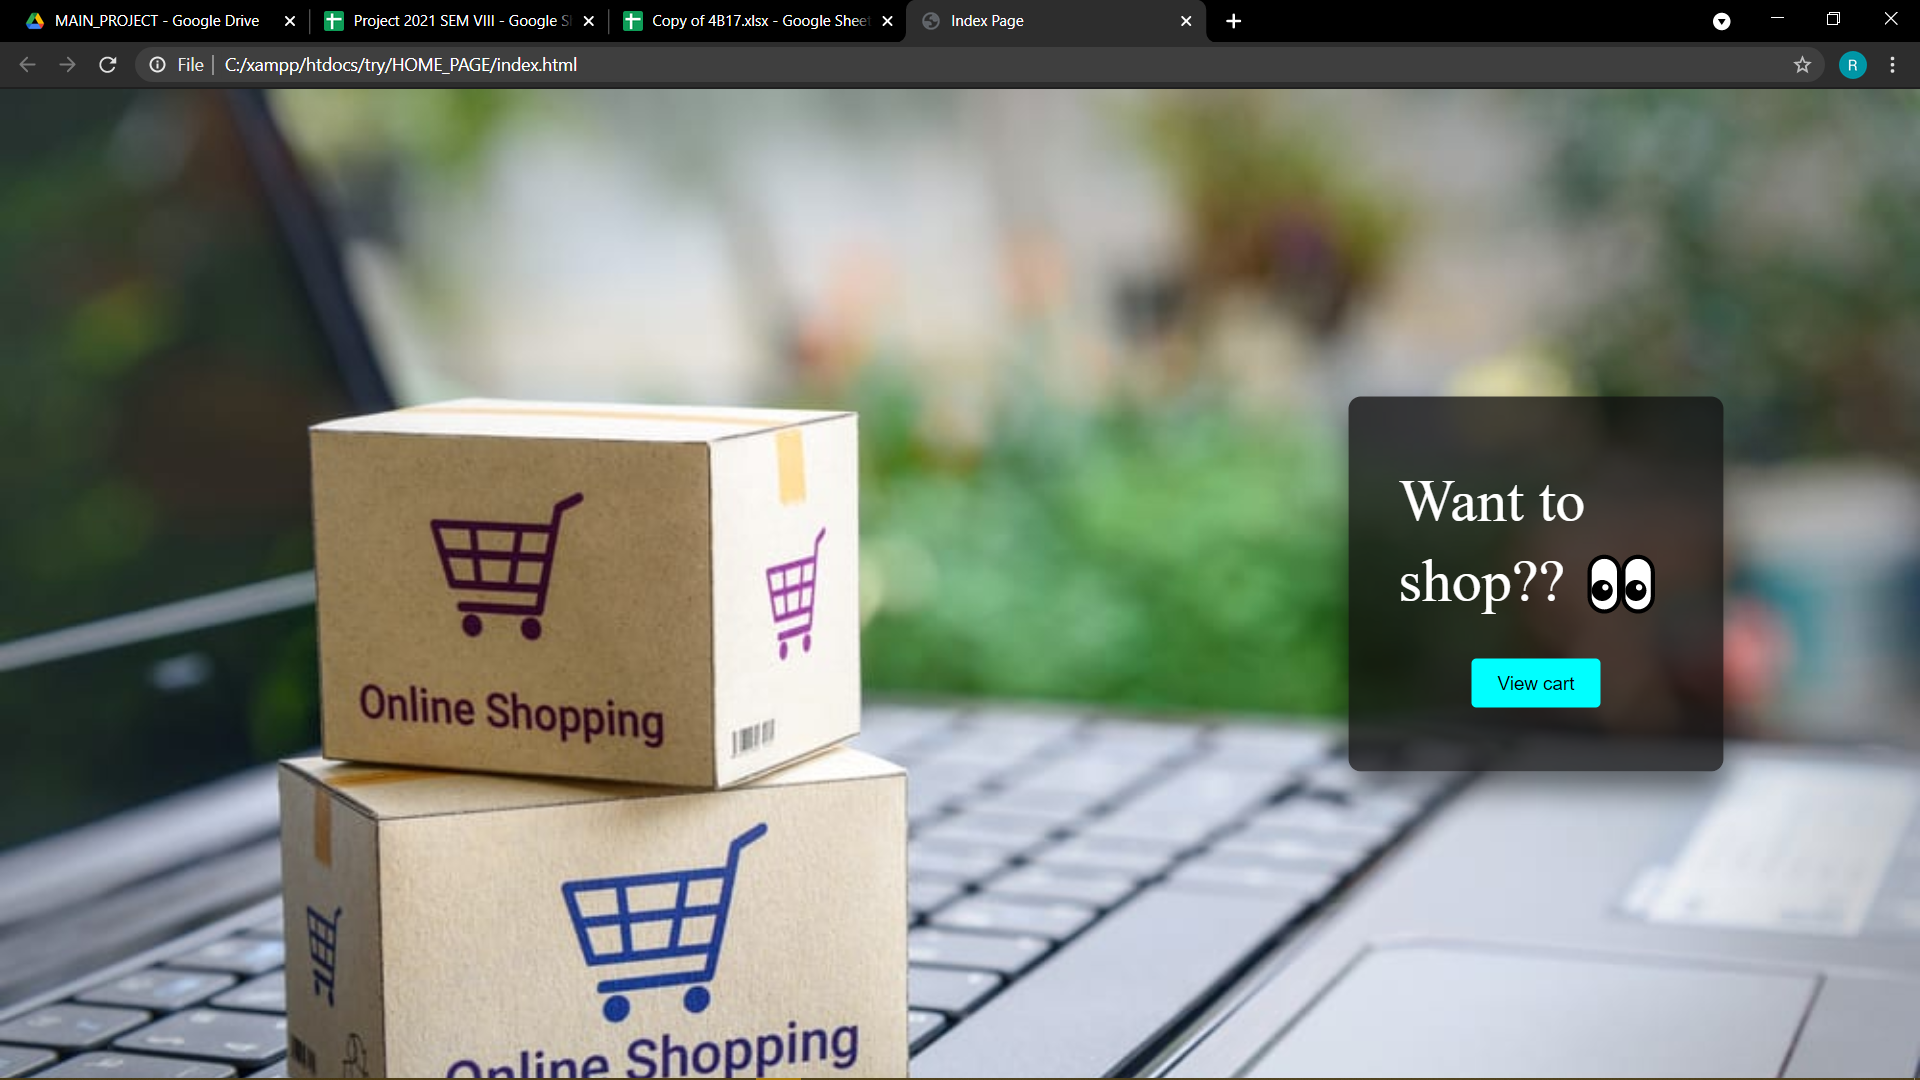 MAIN_PROJECT - Google Drive
Project 2021 SEM VIII - Google S
Copy of 4B17.xlsx - Google Shee
Index Page
File
C:/xampp/htdocs/try/HOME_PAGE/index.html
R
Want to
shop?? 👀
View cart
Online Shopping
Online Shopping